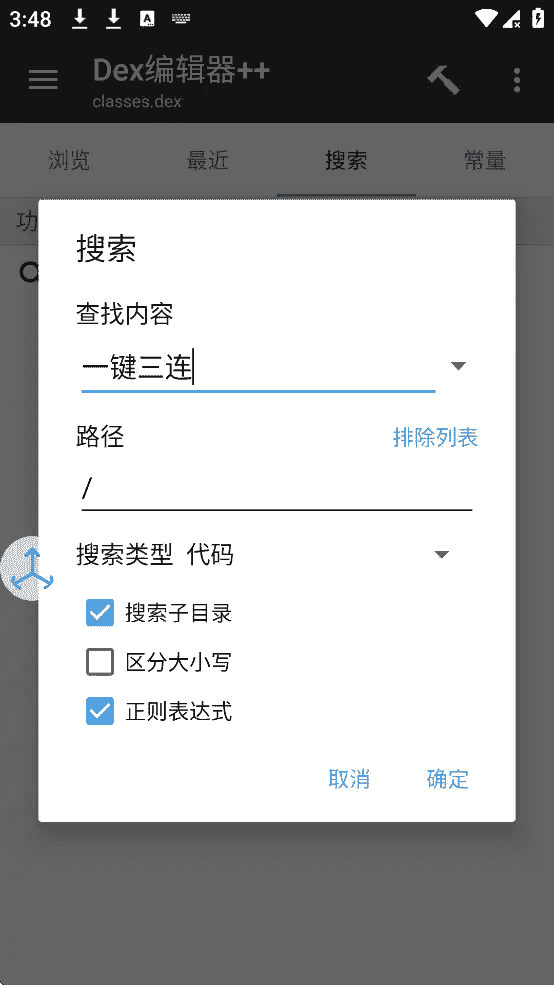 3:48
A
Dex编辑器++
classes.dex
浏览 最近 搜索 常量
功
搜索
查找内容
一键三连
路径 排除列表
/
搜索类型 代码
搜索子目录
区分大小写
正则表达式
取消 确定